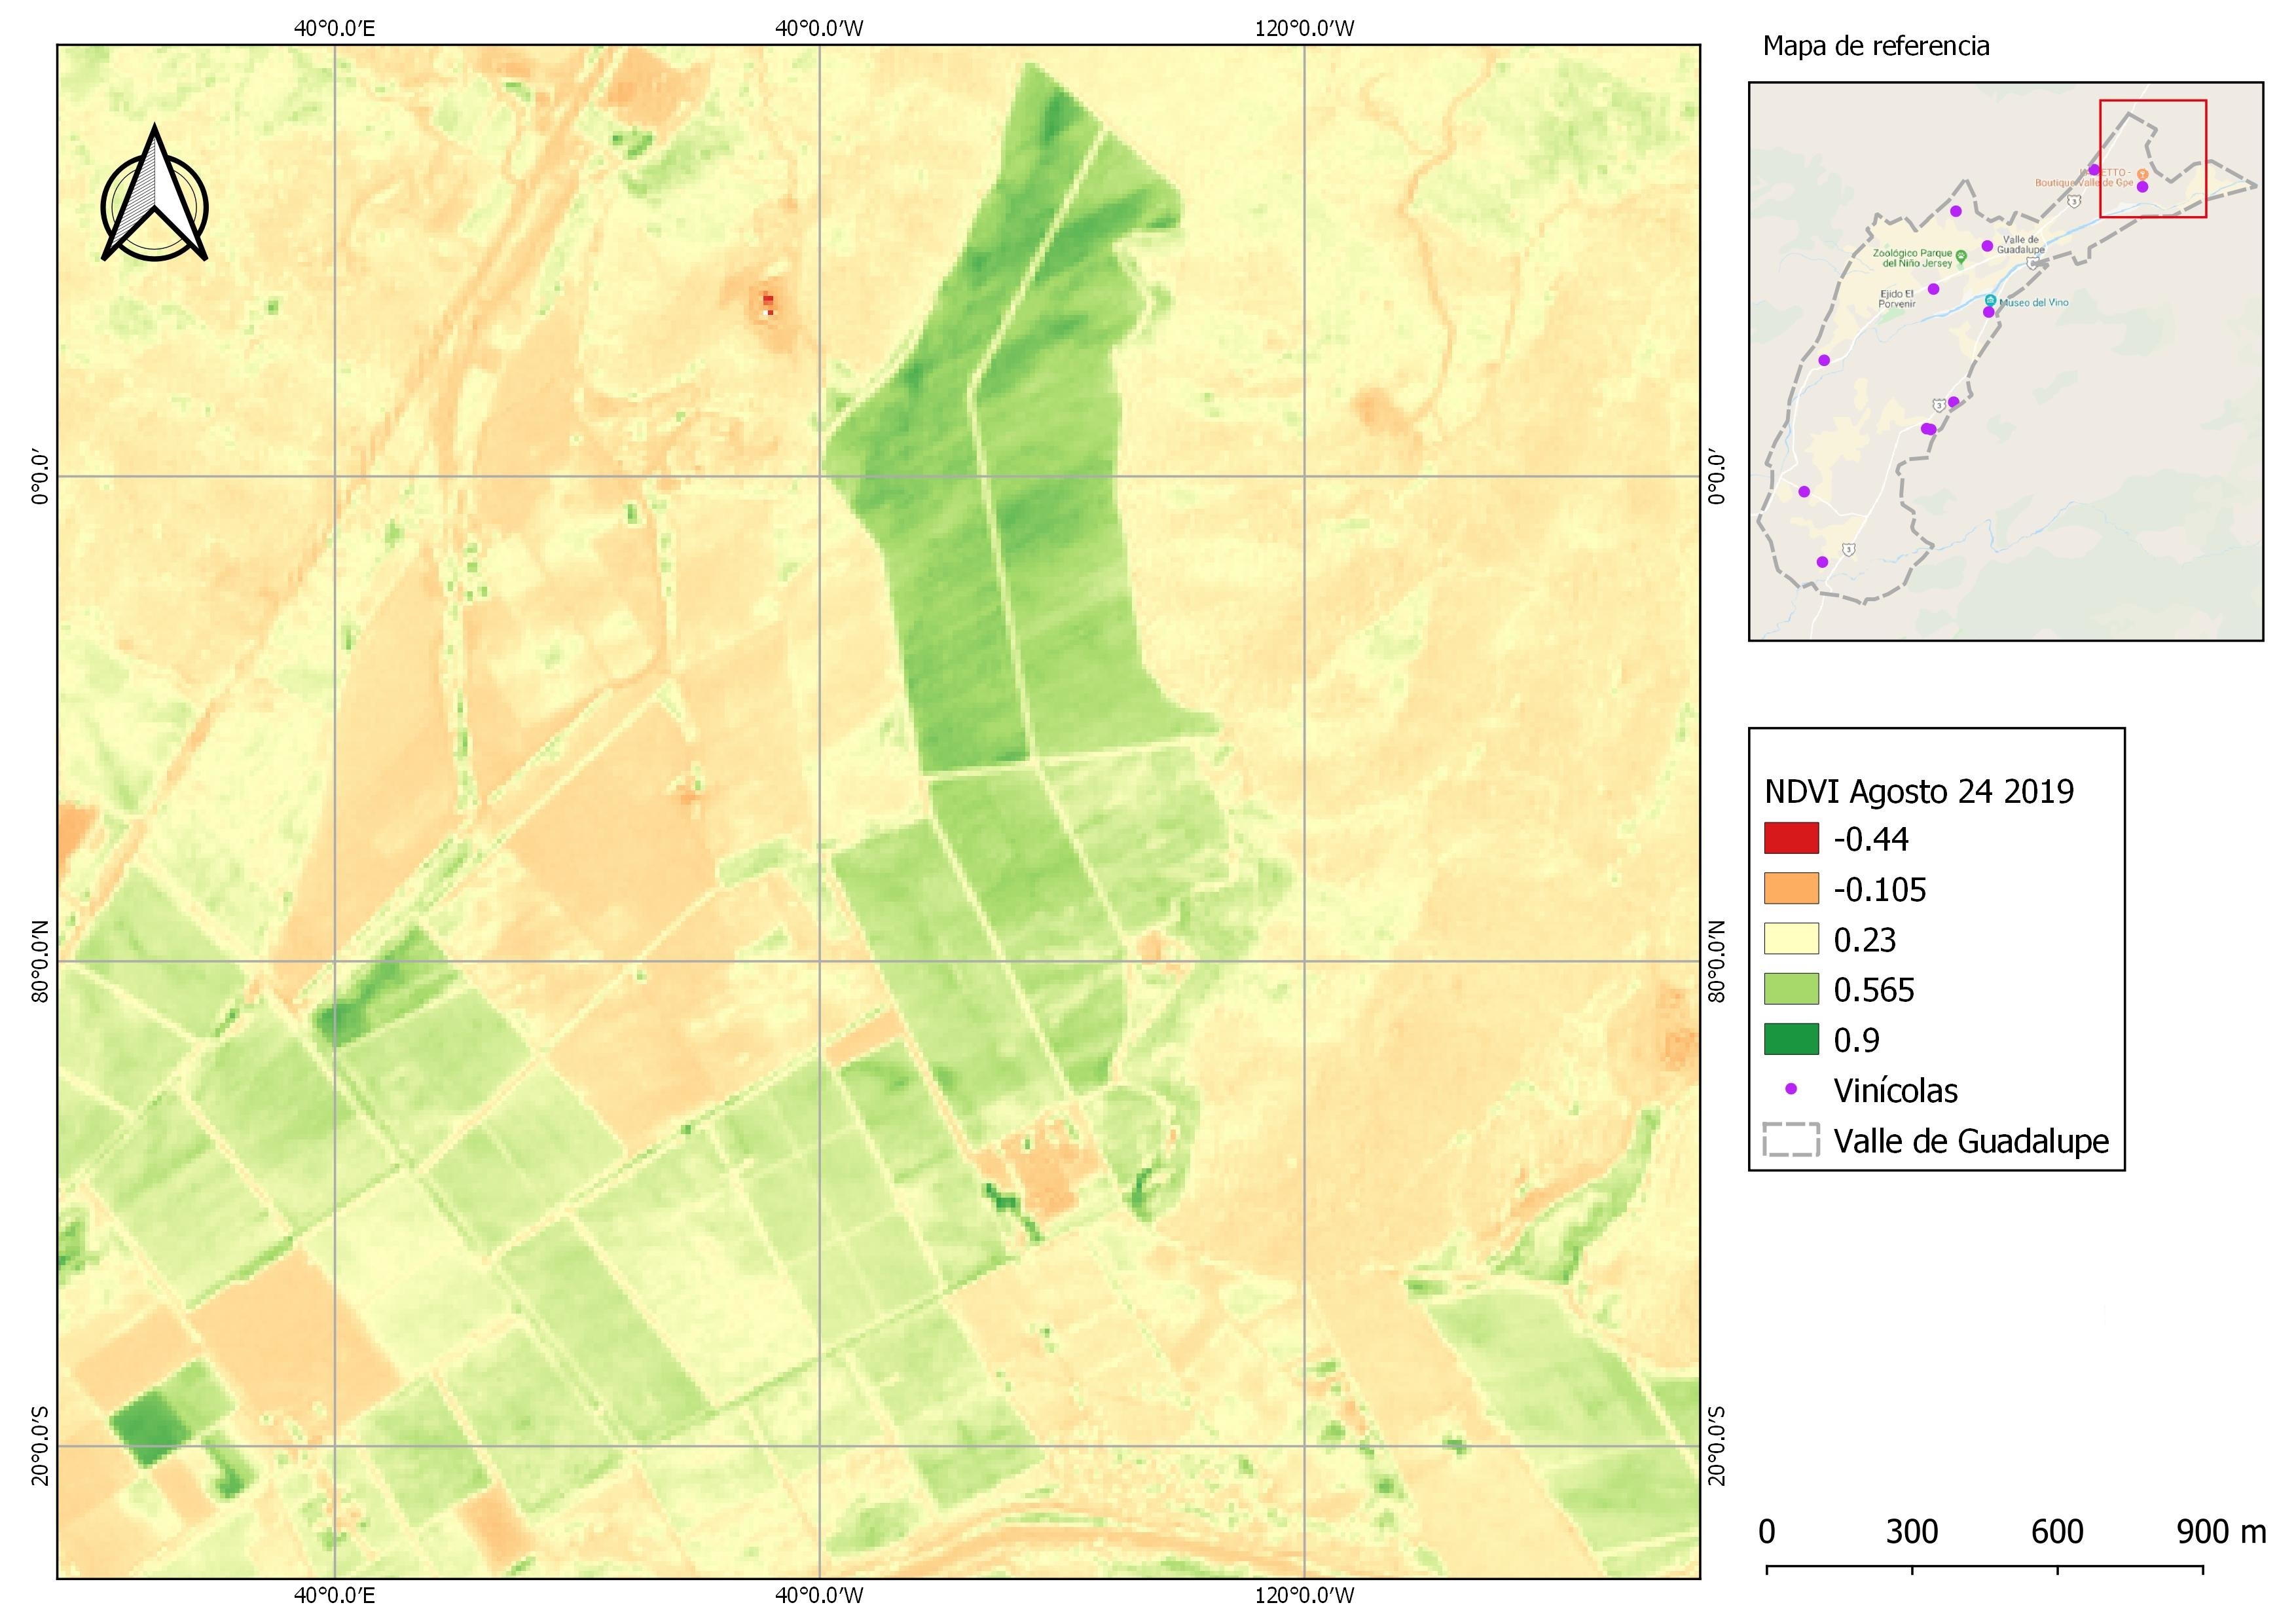 40°0.0'E
40°0.0'W
120°0.0'W
0°0.0'
80°0.0'N
20°0.0'S
0°0.0'
80°0.0'N
20°0.0'S
40°0.0'E
40°0.0'W
120°0.0'W
Mapa de referencia
ETTO -
Boutique Valle de Gpe
3
Valle de
Guadalupe
Zoológico Parque
del Niño Jersey
Ejido El
Porvenir
Museo del Vino
3
3
NDVI Agosto 24 2019
-0.44
-0.105
0.23
0.565
0.9
Vinícolas
Valle de Guadalupe
0 300 600 900 m